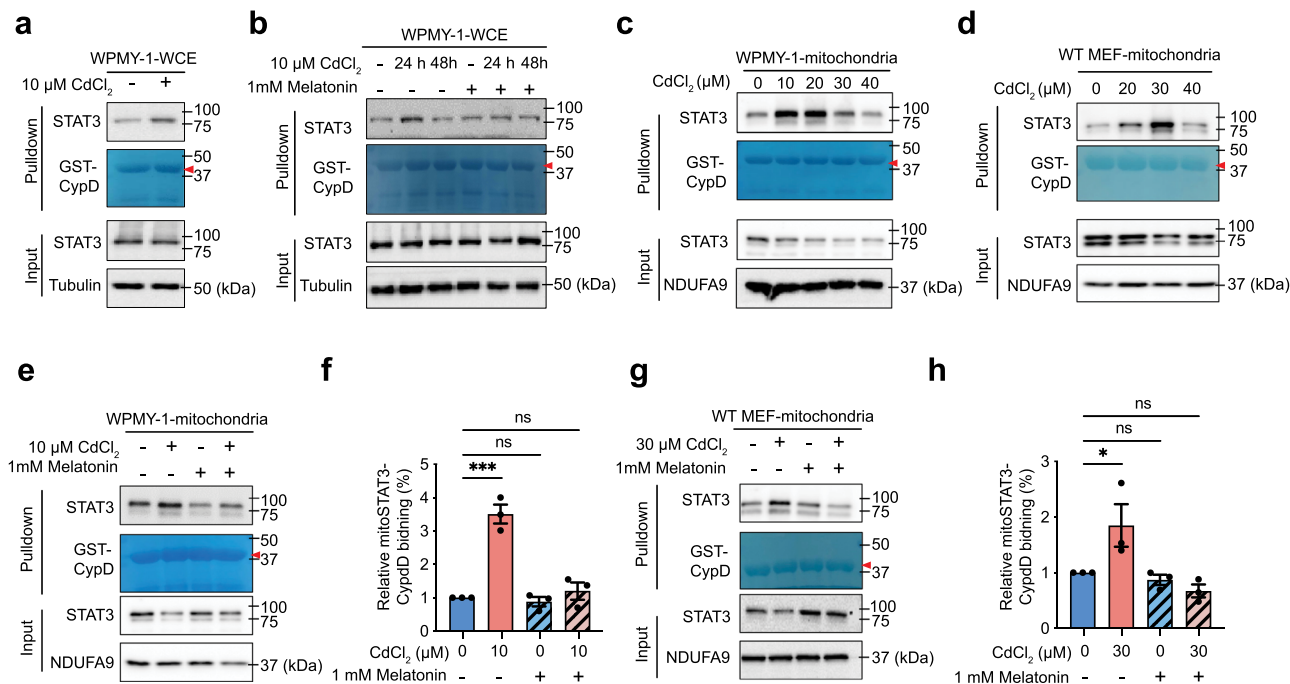 a
WPMY-1-WCE
10 μM CdCl2 - +
Pulldown
STAT3
100
75
GST-
CypD
50
37
Input
STAT3
100
75
Tubulin
50 (kDa)
b
WPMY-1-WCE
10 μM CdCl2 - 24 h 48h - 24 h 48h
1mM Melatonin - - - + + +
Pulldown
STAT3
100
75
GST-
CypD
50
37
Input
STAT3
100
75
Tubulin
50 (kDa)
c
WPMY-1-mitochondria
CdCl2 (μM) 0 10 20 30 40
Pulldown
STAT3
100
75
GST-
CypD
50
37
Input
STAT3
100
75
NDUFA9
37 (kDa)
d
WT MEF-mitochondria
CdCl2 (μM) 0 20 30 40
Pulldown
STAT3
100
75
GST-
CypD
50
37
Input
STAT3
100
75
NDUFA9
37 (kDa)
e
WPMY-1-mitochondria
10 μM CdCl2 - + - +
1mM Melatonin - - + +
Pulldown
STAT3
100
75
GST-
CypD
50
37
Input
STAT3
100
75
NDUFA9
37 (kDa)
f
Relative mitoSTAT3-
CypdD bidning (%)
5
4
3
2
1
0
ns
ns
***
CdCl2 (μM) 0 10 0 10
1 mM Melatonin - - + +
g
WT MEF-mitochondria
30 μM CdCl2 - + - +
1mM Melatonin - - + +
Pulldown
STAT3
100
75
GST-
CypD
50
37
Input
STAT3
100
75
NDUFA9
37 (kDa)
h
Relative mitoSTAT3-
CypdD bidning (%)
3
2
1
0
ns
ns
*
CdCl2 (μM) 0 30 0 30
1 mM Melatonin - - + +